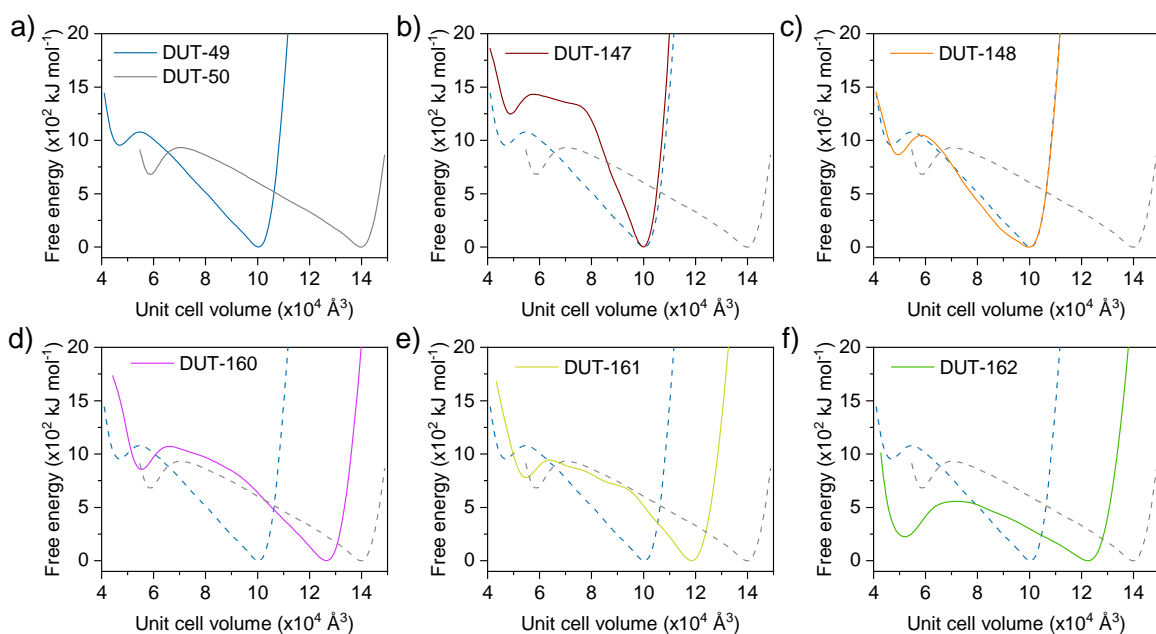 a)
20
15
10
5
0
Free energy (x10² kJ mol⁻¹)
DUT-49
DUT-50
4 6 8 10 12 14
Unit cell volume (x10⁴ Å³)
b)
20
15
10
5
0
Free energy (x10² kJ mol⁻¹)
DUT-147
4 6 8 10 12 14
Unit cell volume (x10⁴ Å³)
c)
20
15
10
5
0
Free energy (x10² kJ mol⁻¹)
DUT-148
4 6 8 10 12 14
Unit cell volume (x10⁴ Å³)
d)
20
15
10
5
0
Free energy (x10² kJ mol⁻¹)
DUT-160
4 6 8 10 12 14
Unit cell volume (x10⁴ Å³)
e)
20
15
10
5
0
Free energy (x10² kJ mol⁻¹)
DUT-161
4 6 8 10 12 14
Unit cell volume (x10⁴ Å³)
f)
20
15
10
5
0
Free energy (x10² kJ mol⁻¹)
DUT-162
4 6 8 10 12 14
Unit cell volume (x10⁴ Å³)